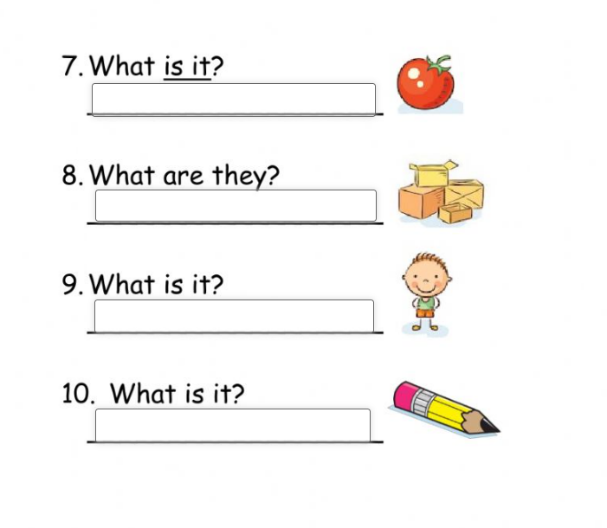 7. What is it?
8. What are they?
9. What is it?
10. What is it?